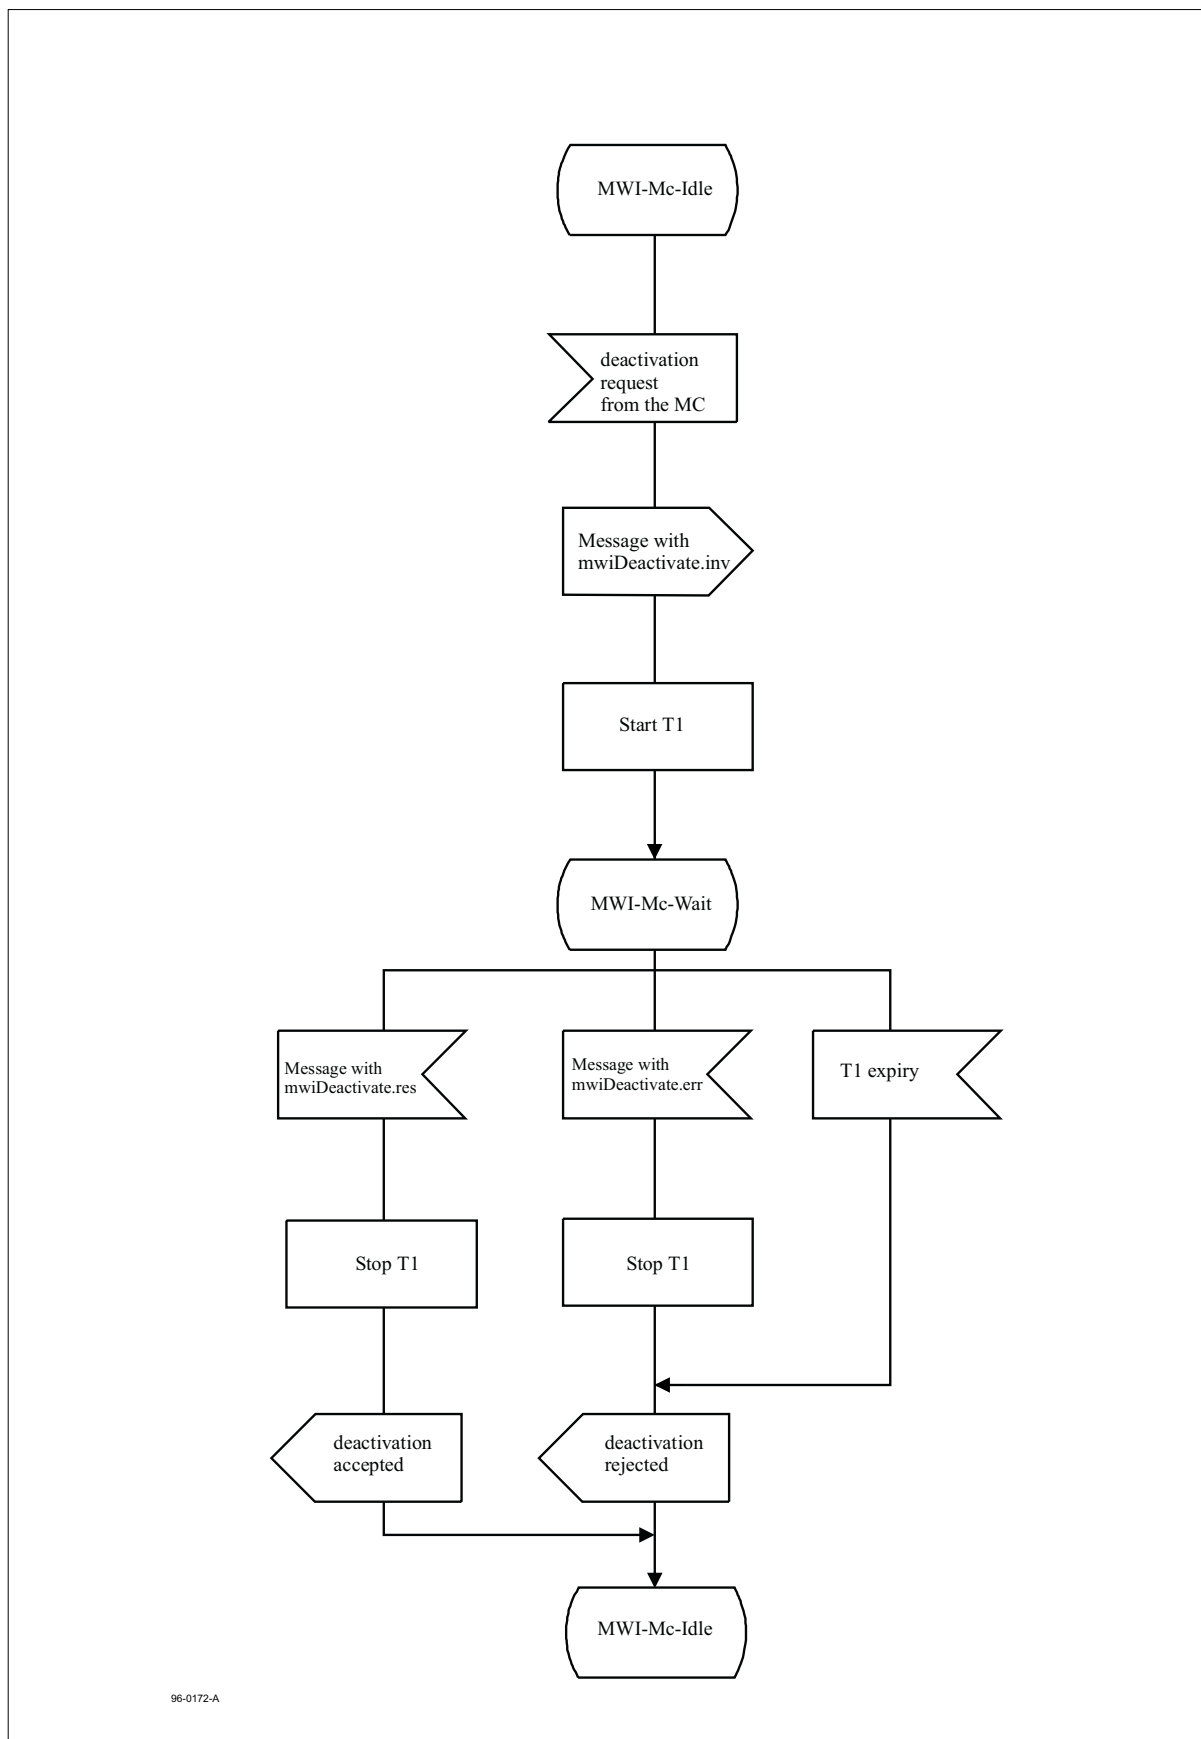 MWI-Mc-Idle
deactivation
request
from the MC
Message with
mwiDeactivate.inv
Start T1
MWI-Mc-Wait
Message with
mwiDeactivate.res
Message with
mwiDeactivate.err
T1 expiry
Stop T1
Stop T1
deactivation
accepted
deactivation
rejected
MWI-Mc-Idle
96-0172-A